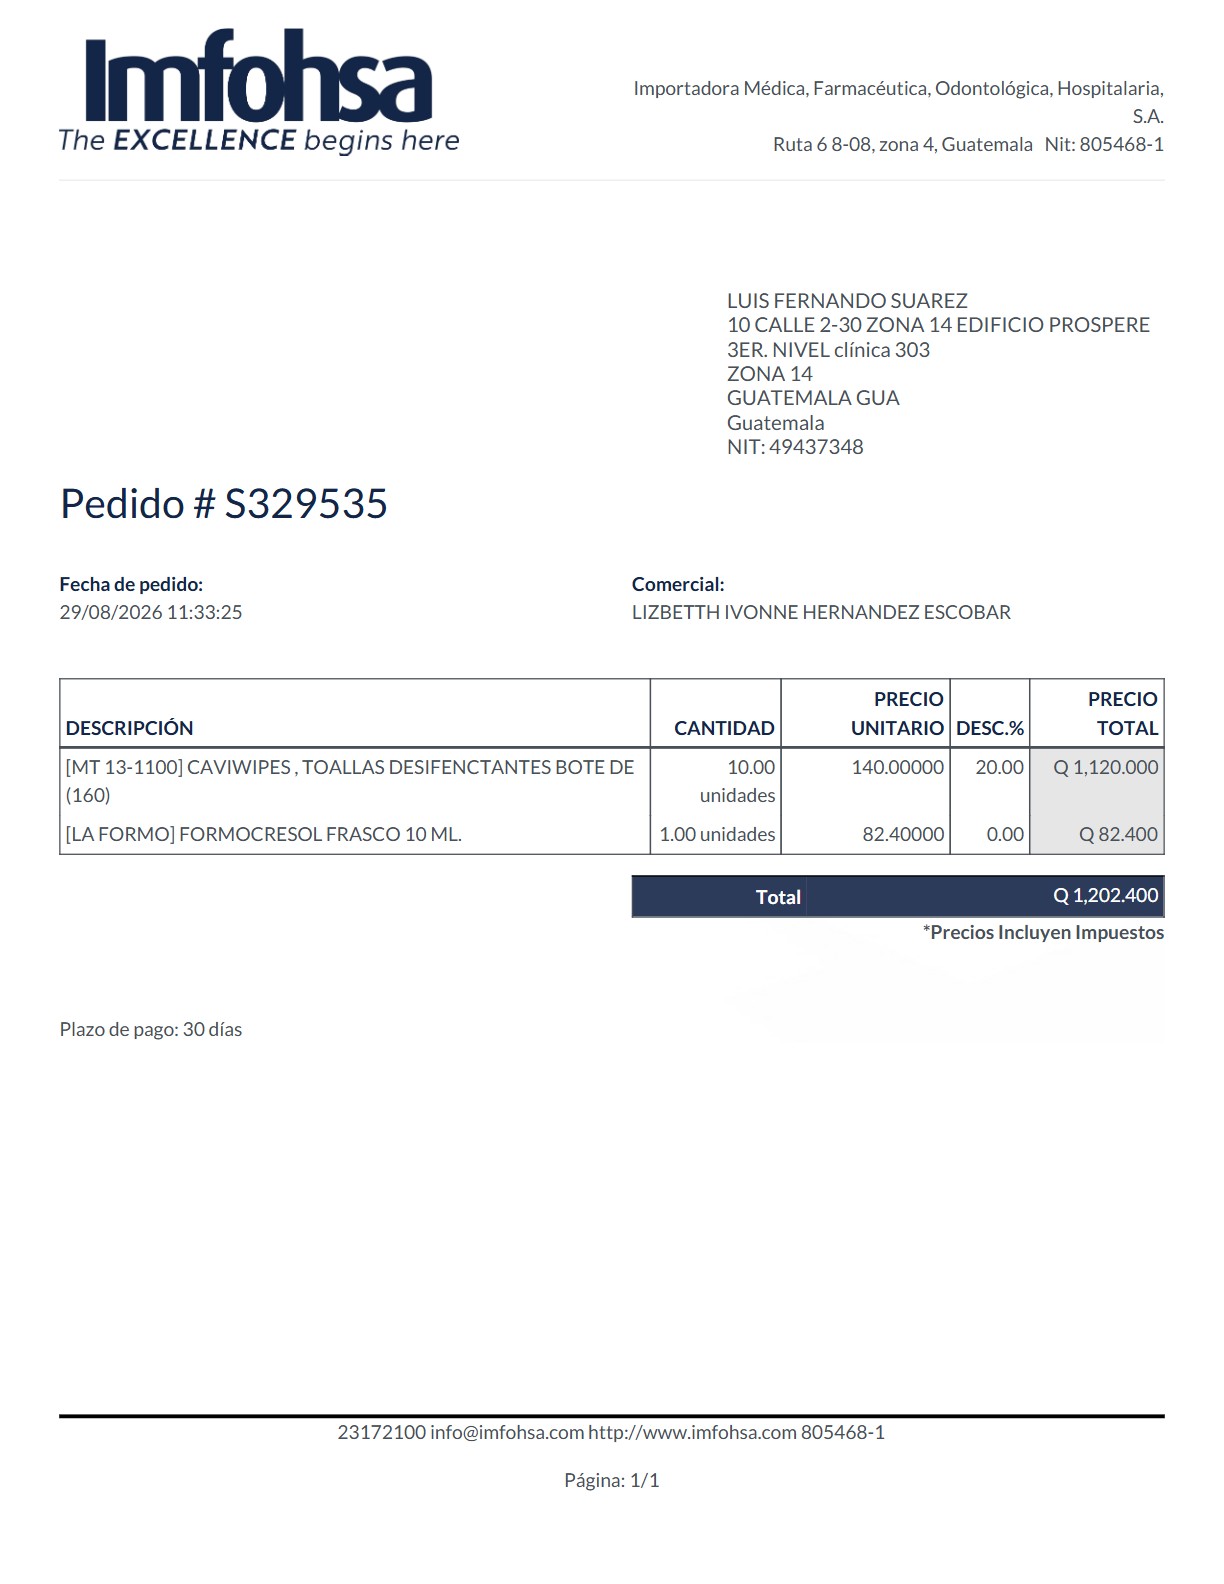 Imfohsa
The EXCELLENCE begins here
Importadora Médica, Farmacéutica, Odontológica, Hospitalaria,
S.A.
Ruta 6 8-08, zona 4, Guatemala Nit: 805468-1
LUIS FERNANDO SUAREZ
10 CALLE 2-30 ZONA 14 EDIFICIO PROSPERE
3ER. NIVEL clínica 303
ZONA 14
GUATEMALA GUA
Guatemala
NIT: 49437348
Pedido # S329535
Fecha de pedido: Comercial:
29/08/2026 11:33:25 LIZBETTH IVONNE HERNANDEZ ESCOBAR
PRECIO PRECIO
DESCRIPCIÓN CANTIDAD UNITARIO DESC.% TOTAL
[MT 13-1100] CAVIWIPES , TOALLAS DESIFENCTANTES BOTE DE 10.00 140.00000 20.00 Q 1,120.000
(160) unidades
[LA FORMO] FORMOCRESOL FRASCO 10 ML. 1.00 unidades 82.40000 0.00 Q 82.400
Total Q 1,202.400
*Precios Incluyen Impuestos
Plazo de pago: 30 días
23172100 info@imfohsa.com http://www.imfohsa.com 805468-1
Página: 1/1